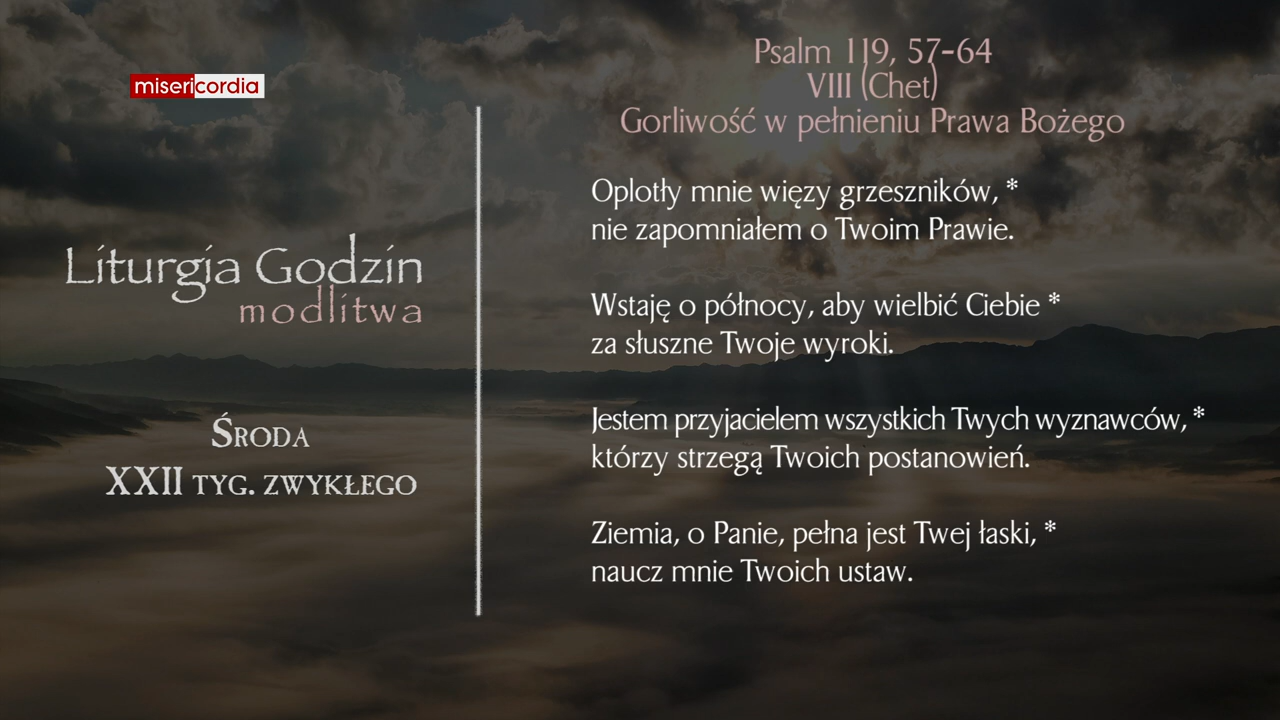 misericordia
Liturgia Godzin
modlitwa
Środa
XXII tyg. zwykłego
Psalm 119, 57-64
VIII (Chet)
Gorliwość w pełnieniu Prawa Bożego
Oplotły mnie więzy grzeszników, *
nie zapomniałem o Twoim Prawie.
Wstaję o północy, aby wielbić Ciebie *
za słuszne Twoje wyroki.
Jestem przyjacielem wszystkich Twych wyznawców, *
którzy strzegą Twoich postanowień.
Ziemia, o Panie, pełna jest Twej łaski, *
naucz mnie Twoich ustaw.